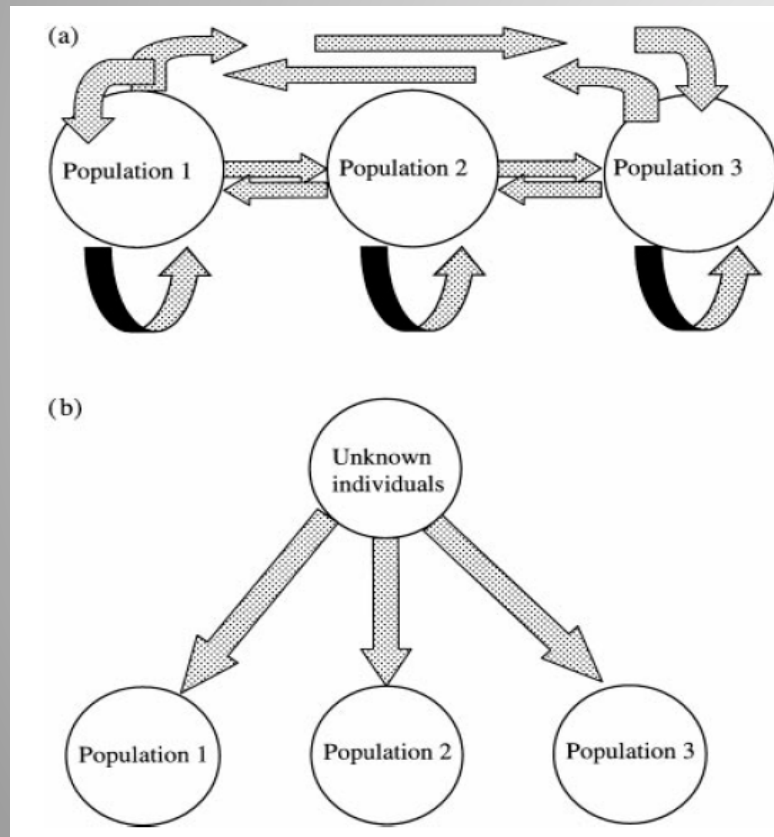 (a)
Population 1
Population 2
Population 3
(b)
Unknown
individuals
Population 1
Population 2
Population 3